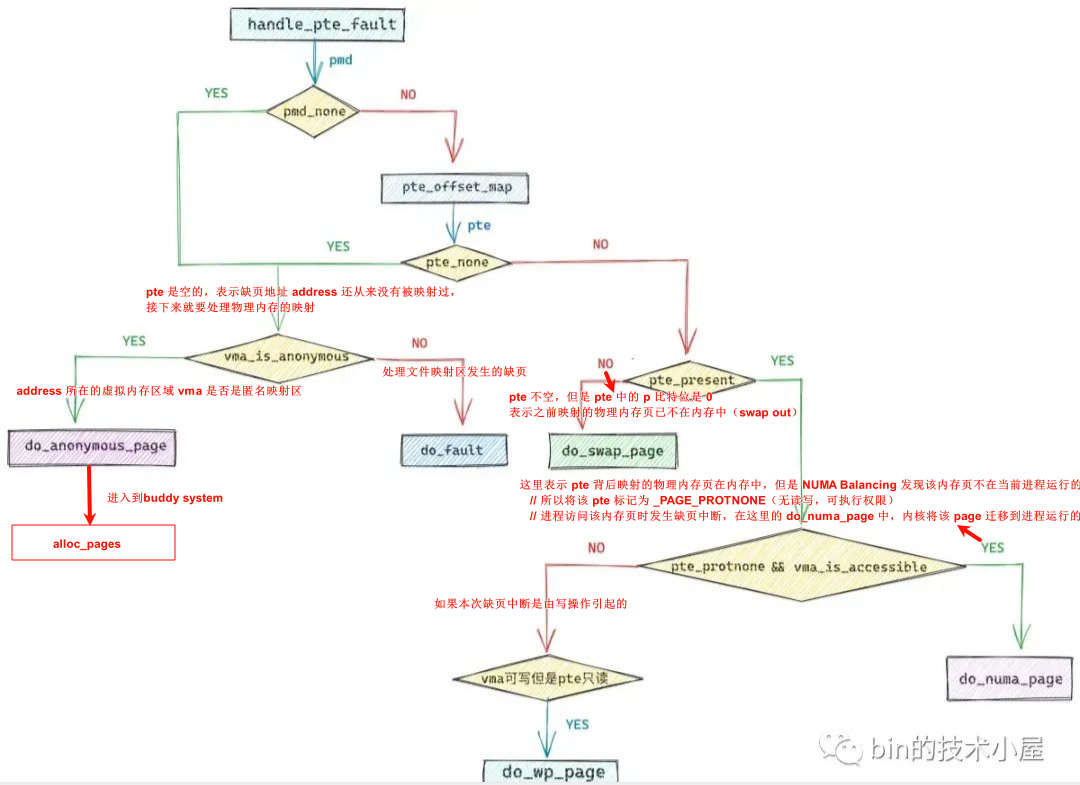 handle_pte_fault
pmd
YES
NO
pmd_none
pte_offset_map
pte
YES
NO
pte_none
pte 是空的，表示缺页地址 address 还从来没有被映射过，
接下来就要处理物理内存的映射
YES
vma_is_anonymous
NO
处理文件映射区发生的缺页
NO
YES
pte_present
address 所在的虚拟内存区域 vma 是否是匿名映射区
pte 不空，但是 pte 中的 p 比特位是 0
表示之前映射的物理内存页已不在内存中（swap out）
do_anonymous_page
do_fault
do_swap_page
进入到buddy system
这里表示 pte 背后映射的物理内存页在内存中，但是 NUMA Balancing 发现该内存页不在当前进程运行的
// 所以将该 pte 标记为 _PAGE_PROTNONE（无读写，可执行权限）
// 进程访问该内存页时发生缺页中断，在这里的 do_numa_page 中，内核将该 page 迁移到进程运行的
alloc_pages
NO
YES
pte_protnone && vma_is_accessible
如果本次缺页中断是由写操作引起的
vma可写但是pte只读
do_numa_page
YES
do_wp_page
bin的技术小屋